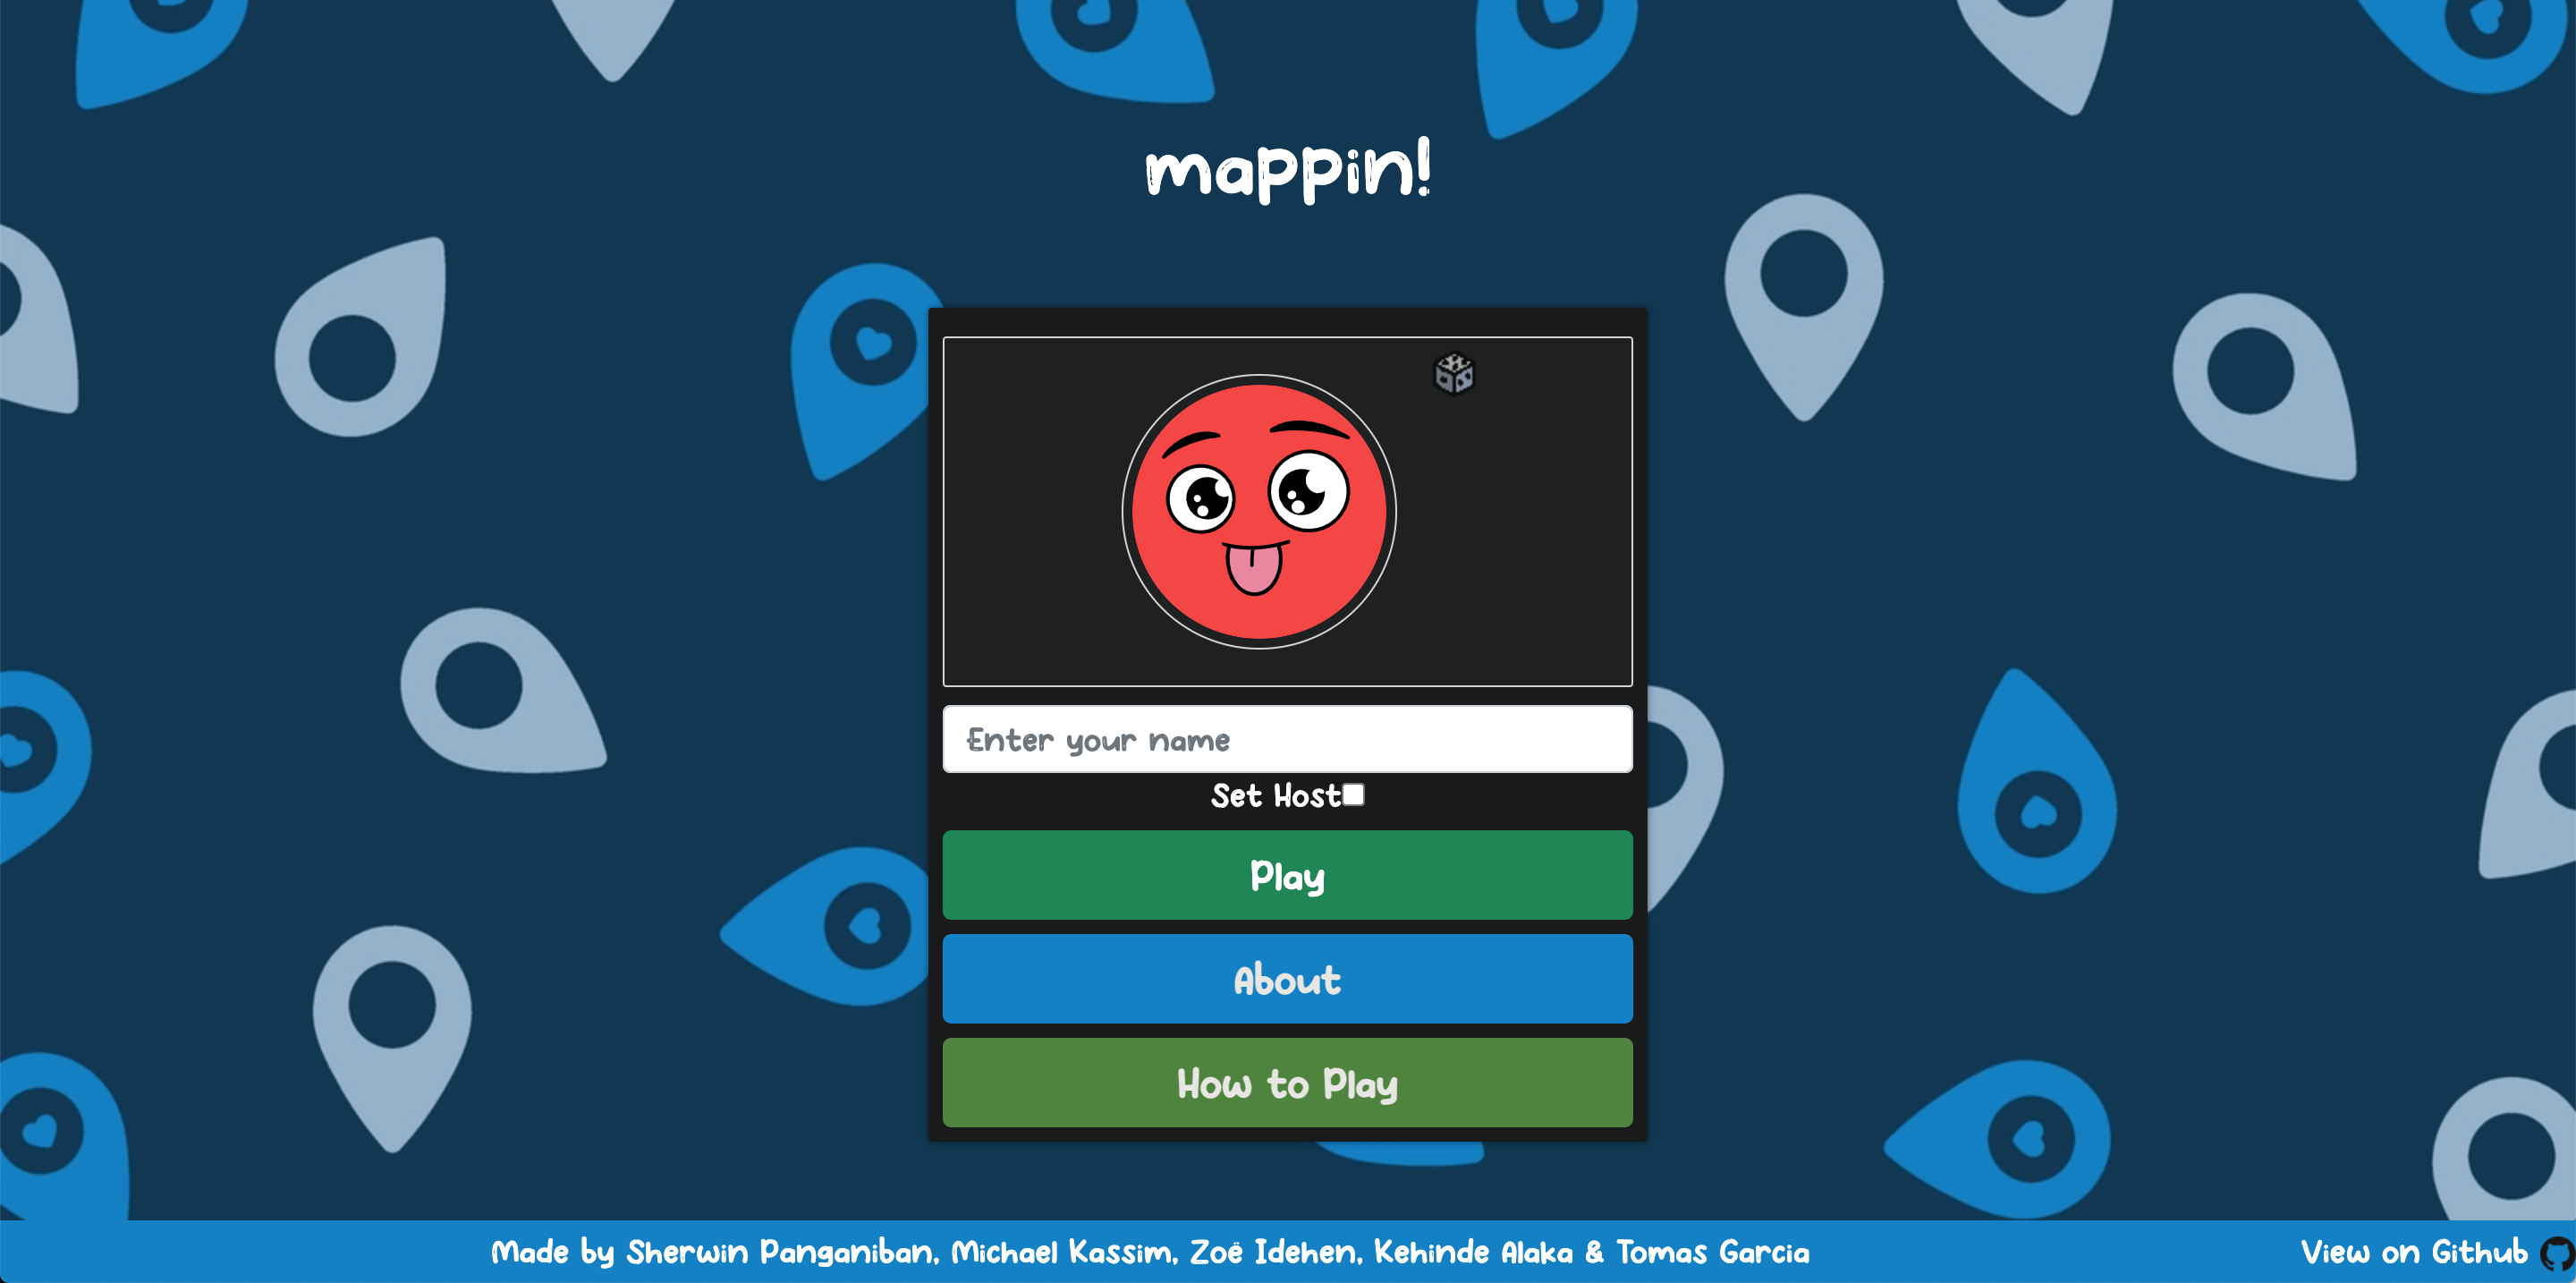 mappin!
Enter your name
Set Host
Play
About
How to Play
Made by Sherwin Panganiban, Michael Kassim, Zoë Idehen, Kehinde Alaka & Tomas Garcia
View on Github